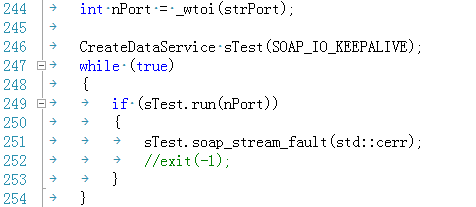 244 int nPort = _wtoi(strPort);
245
246 CreateDataService sTest(SOAP_IO_KEEPALIVE);
247 while (true)
248 {
249 if (sTest.run(nPort))
250 {
251 sTest.soap_stream_fault(std::cerr);
252 //exit(-1);
253 }
254 }